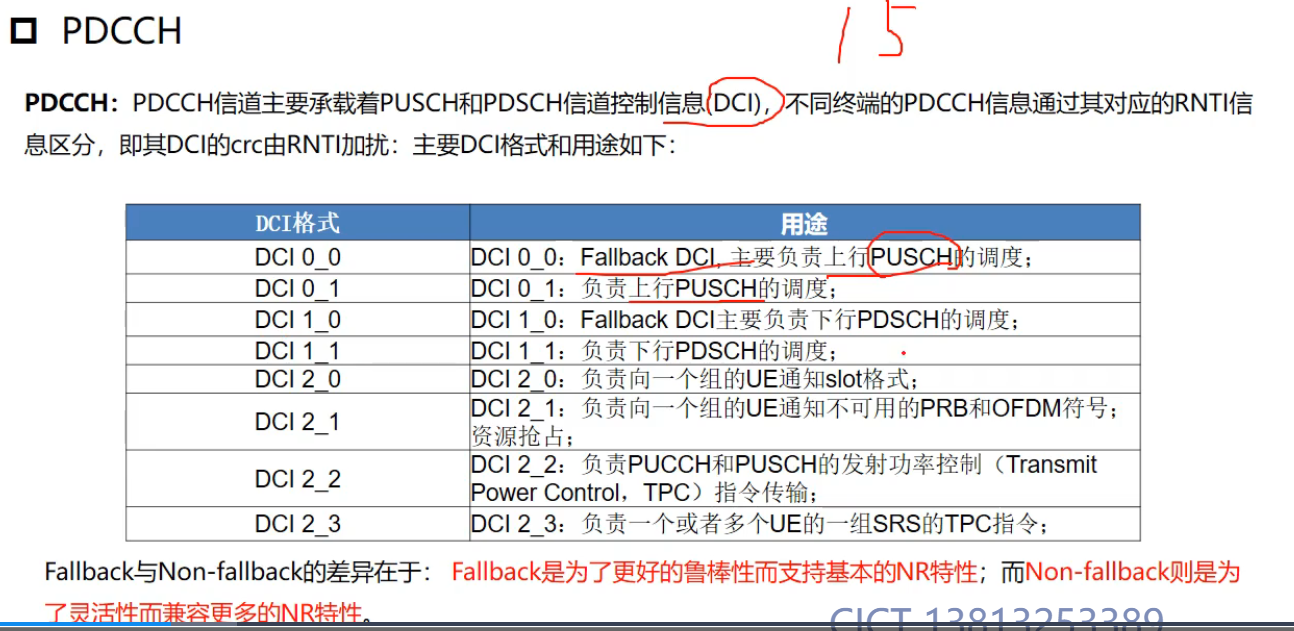 PDCCH
15
PDCCH：PDCCH信道主要承载着PUSCH和PDSCH信道控制信息(DCI)，不同终端的PDCCH信息通过其对应的RNTI信
息区分，即其DCI的crc由RNTI加扰：主要DCI格式和用途如下：
DCI格式 用途
DCI 0_0 DCI 0_0：Fallback DCI, 主要负责上行PUSCH的调度；
DCI 0_1 DCI 0_1：负责上行PUSCH的调度；
DCI 1_0 DCI 1_0：Fallback DCI主要负责下行PDSCH的调度；
DCI 1_1 DCI 1_1：负责下行PDSCH的调度；
DCI 2_0 DCI 2_0：负责向一个组的UE通知slot格式；
DCI 2_1 DCI 2_1：负责向一个组的UE通知不可用的PRB和OFDM符号；
资源抢占；
DCI 2_2 DCI 2_2：负责PUCCH和PUSCH的发射功率控制（Transmit
Power Control，TPC）指令传输；
DCI 2_3 DCI 2_3：负责一个或者多个UE的一组SRS的TPC指令；
Fallback与Non-fallback的差异在于： Fallback是为了更好的鲁棒性而支持基本的NR特性；而Non-fallback则是为
了灵活性而兼容更多的NR特性。
CICT 13813253389